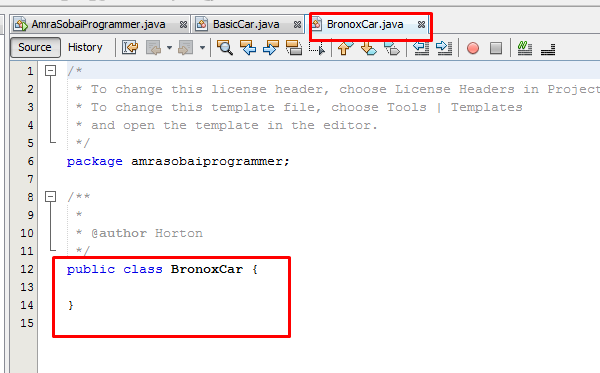 AmraSobaiProgrammer.java BasicCar.java BronoxCar.java
Source History
1 /*
2 * To change this license header, choose License Headers in Project
3 * To change this template file, choose Tools | Templates
4 * and open the template in the editor.
5 */
6 package amrasobaiprogrammer;
7
8 /**
9 *
10 * @author Horton
11 */
12 public class BronoxCar {
13
14 }
15